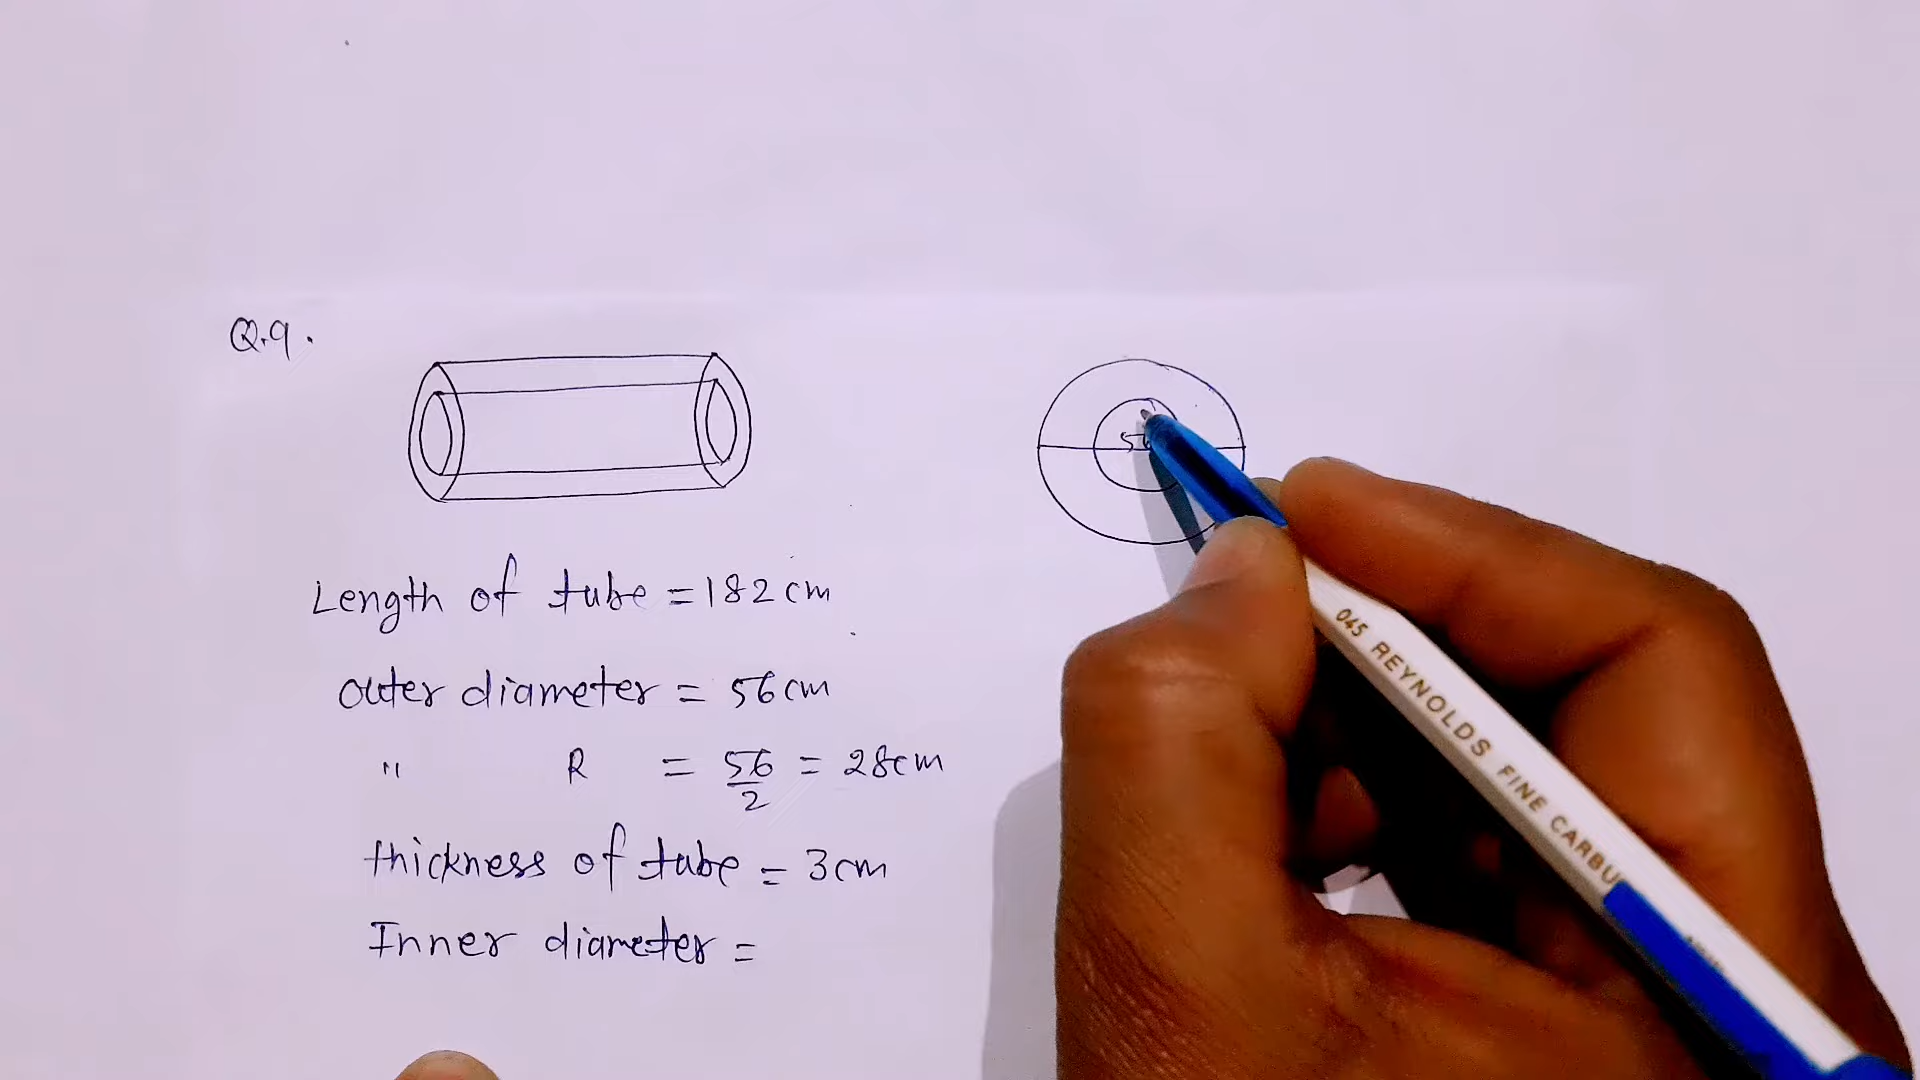 Q.9.
Length of tube = 182 cm
outer diameter = 56 cm
" R = 56/2 = 28 cm
thickness of tube = 3 cm
Inner diameter =
045 REYNOLDS FINE CARBU